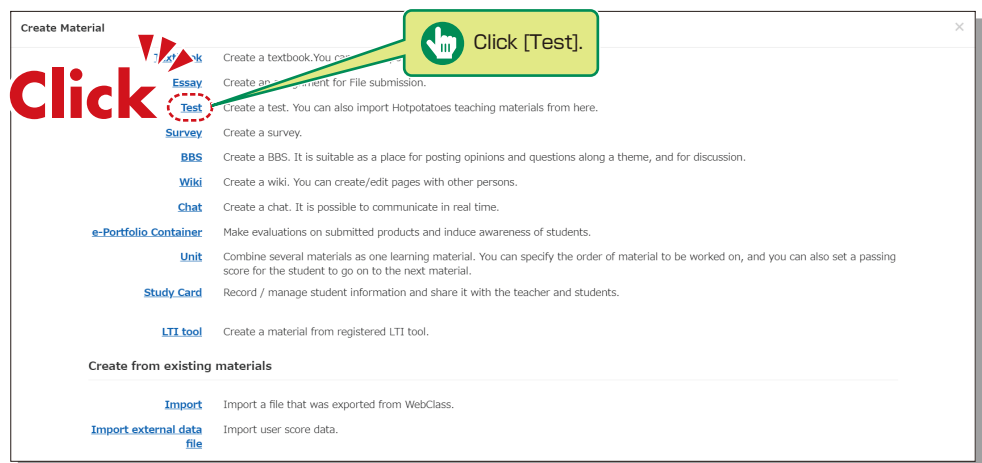 Create Material
×
Click [Test].
Click
Create a textbook.You
Essay Create an assignment for File submission.
Test Create a test. You can also import Hotpotatoes teaching materials from here.
Survey Create a survey.
BBS Create a BBS. It is suitable as a place for posting opinions and questions along a theme, and for discussion.
Wiki Create a wiki. You can create/edit pages with other persons.
Chat Create a chat. It is possible to communicate in real time.
e-Portfolio Container Make evaluations on submitted products and induce awareness of students.
Unit Combine several materials as one learning material. You can specify the order of material to be worked on, and you can also set a passing
score for the student to go on to the next material.
Study Card Record / manage student information and share it with the teacher and students.
LTI tool Create a material from registered LTI tool.
Create from existing materials
Import Import a file that was exported from WebClass.
Import external data Import user score data.
file